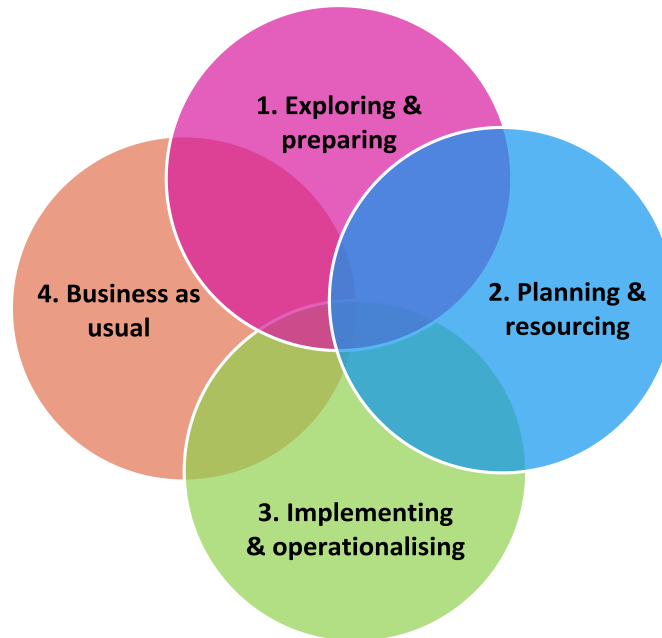 1. Exploring &
preparing
2. Planning &
resourcing
3. Implementing
& operationalising
4. Business as
usual